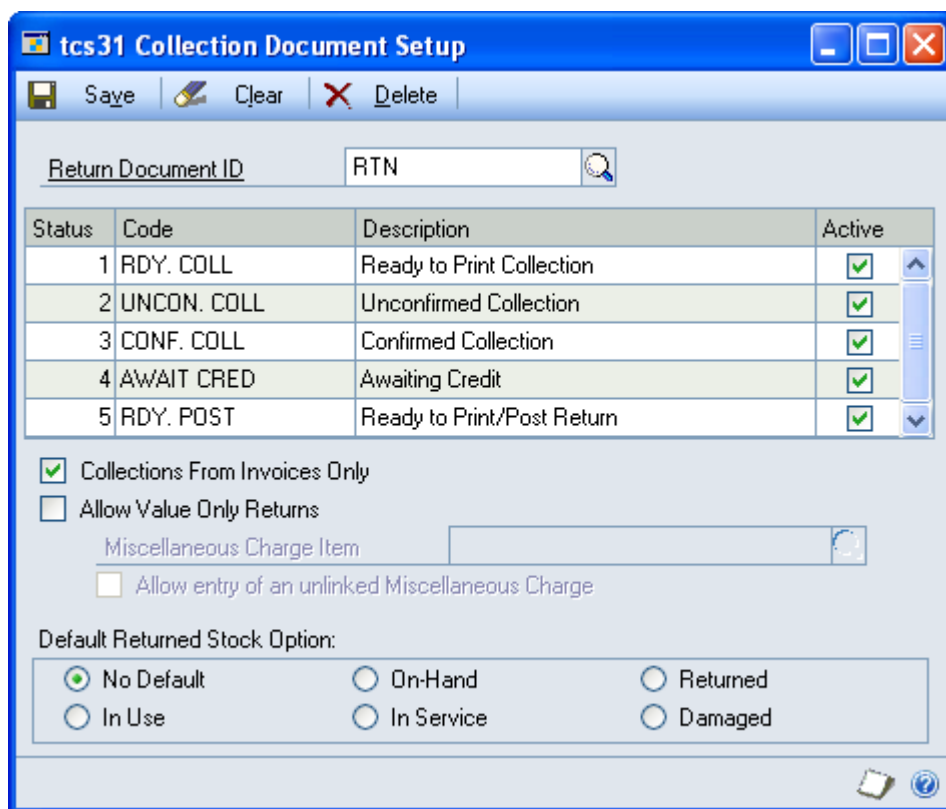 tcs31 Collection Document Setup
Save Clear Delete
Return Document ID RTN
Status Code Description Active
1 RDY. COLL Ready to Print Collection
2 UNCON. COLL Unconfirmed Collection
3 CONF. COLL Confirmed Collection
4 AWAIT CRED Awaiting Credit
5 RDY. POST Ready to Print/Post Return
Collections From Invoices Only
Allow Value Only Returns
Miscellaneous Charge Item
Allow entry of an unlinked Miscellaneous Charge
Default Returned Stock Option:
No Default On-Hand Returned
In Use In Service Damaged